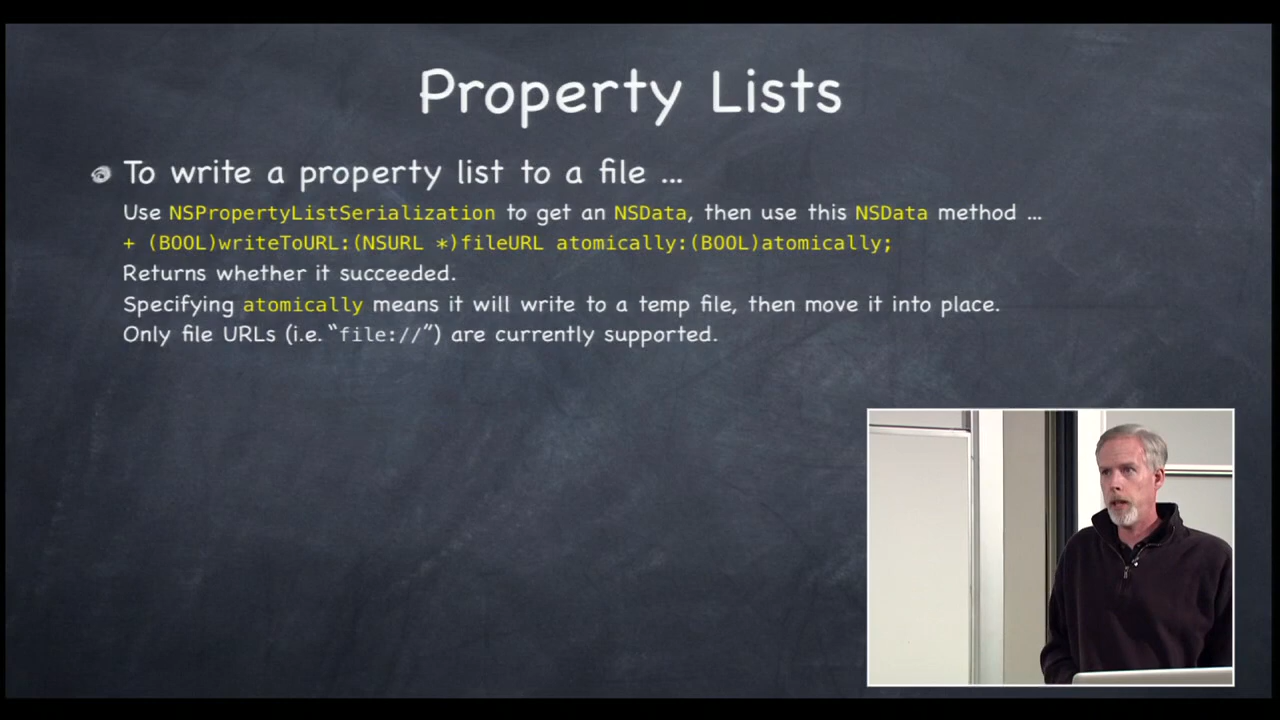 Property Lists
To write a property list to a file ...
Use NSPropertyListSerialization to get an NSData, then use this NSData method ...
+ (BOOL)writeToURL:(NSURL *)fileURL atomically:(BOOL)atomically;
Returns whether it succeeded.
Specifying atomically means it will write to a temp file, then move it into place.
Only file URLs (i.e. “file://”) are currently supported.